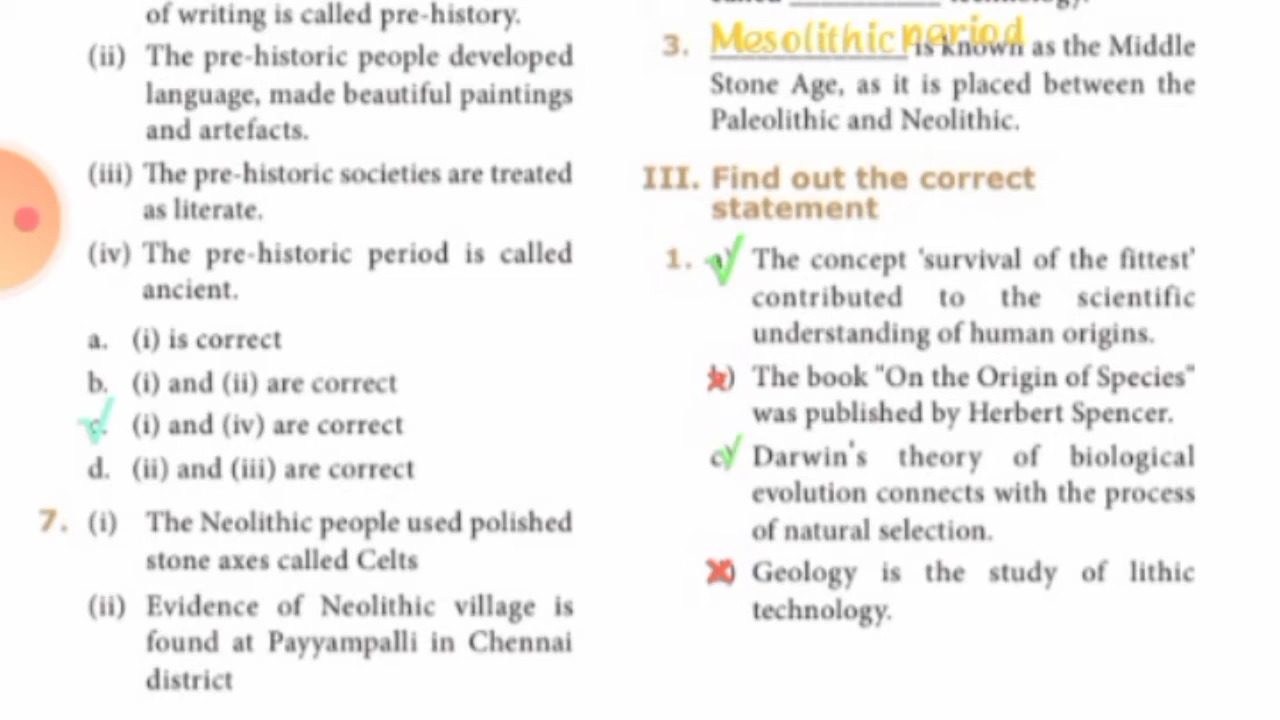 of writing is called pre-history.
(ii) The pre-historic people developed
language, made beautiful paintings
and artefacts.
(iii) The pre-historic societies are treated
as literate.
(iv) The pre-historic period is called
ancient.
a. (i) is correct
b. (i) and (ii) are correct
c. (i) and (iv) are correct
d. (ii) and (iii) are correct
7. (i) The Neolithic people used polished
stone axes called Celts
(ii) Evidence of Neolithic village is
found at Payyampalli in Chennai
district
3. Mesolithic period is known as the Middle
Stone Age, as it is placed between the
Paleolithic and Neolithic.
III. Find out the correct
statement
1. a) The concept 'survival of the fittest'
contributed to the scientific
understanding of human origins.
b) The book "On the Origin of Species"
was published by Herbert Spencer.
c) Darwin's theory of biological
evolution connects with the process
of natural selection.
Geology is the study of lithic
technology.